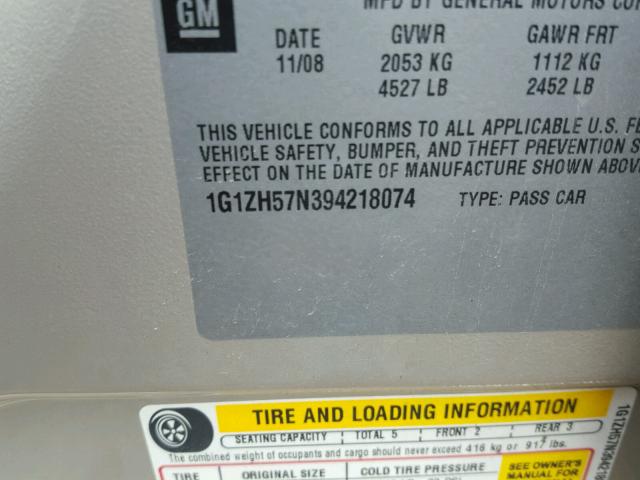 GM
MFD BY GENERAL MOTORS COR
DATE GVWR GAWR FRT
11/08 2053 KG 1112 KG
4527 LB 2452 LB
THIS VEHICLE CONFORMS TO ALL APPLICABLE U.S. FE
VEHICLE SAFETY, BUMPER, AND THEFT PREVENTION S
EFFECT ON THE DATE OF MANUFACTURE SHOWN ABOV
1G1ZH57N394218074 TYPE: PASS CAR
TIRE AND LOADING INFORMATION
SEATING CAPACITY TOTAL 5 FRONT 2 REAR 3
The combined weight of occupants and cargo should never exceed 416 kg or 917 lbs.
TIRE ORIGINAL SIZE COLD TIRE PRESSURE SEE OWNER'S
MANUAL FOR
1G1ZH57N394218